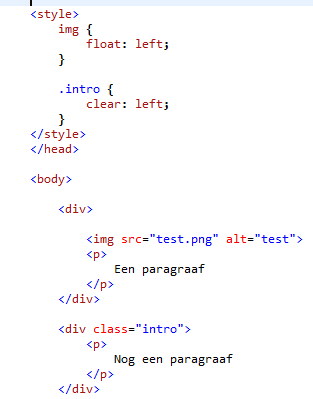 <style>
img {
float: left;
}
.intro {
clear: left;
}
</style>
</head>
<body>
<div>
<img src="test.png" alt="test">
<p>
Een paragraaf
</p>
</div>
<div class="intro">
<p>
Nog een paragraaf
</p>
</div>